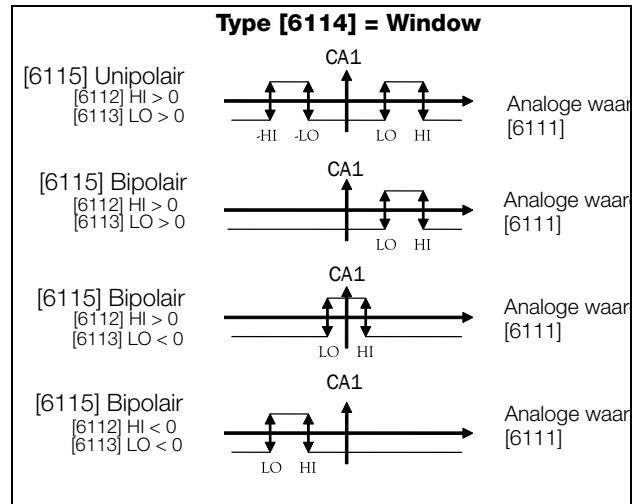 Type [6114] = Window
CA1
[6115] Unipolair
[6112] HI > 0
[6113] LO > 0
-HI -LO LO HI
Analoge waar
[6111]
CA1
[6115] Bipolair
[6112] HI > 0
[6113] LO > 0
LO HI
Analoge waar
[6111]
CA1
[6115] Bipolair
[6112] HI > 0
[6113] LO < 0
LO HI
Analoge waar
[6111]
CA1
[6115] Bipolair
[6112] HI < 0
[6113] LO < 0
LO HI
Analoge waar
[6111]